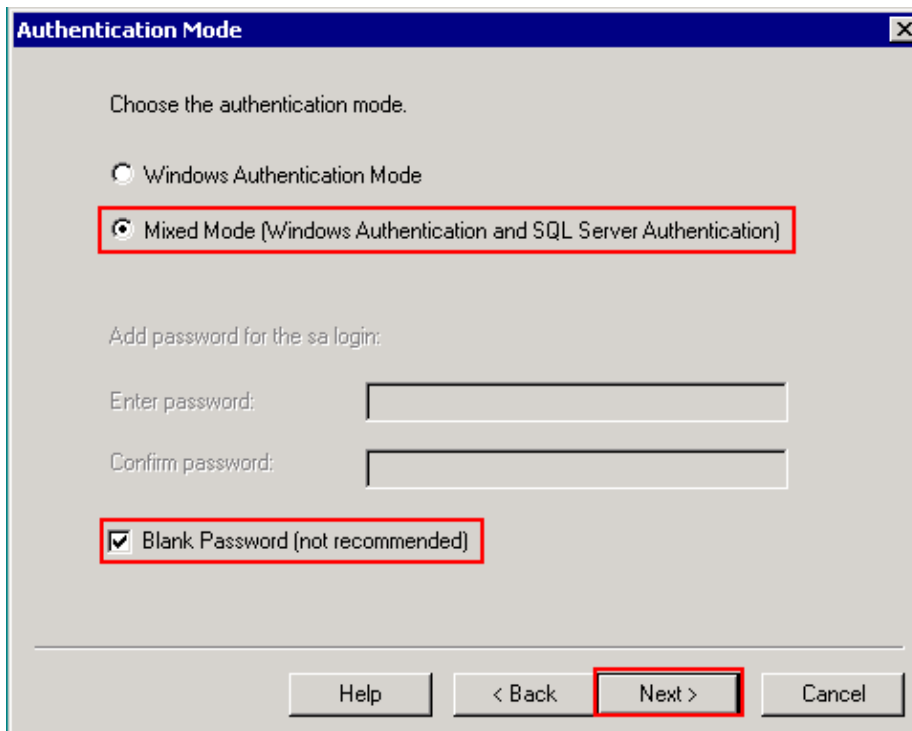 Authentication Mode
Choose the authentication mode.
Windows Authentication Mode
Mixed Mode (Windows Authentication and SQL Server Authentication)
Add password for the sa login:
Enter password:
Confirm password:
Blank Password (not recommended)
Help
< Back
Next >
Cancel